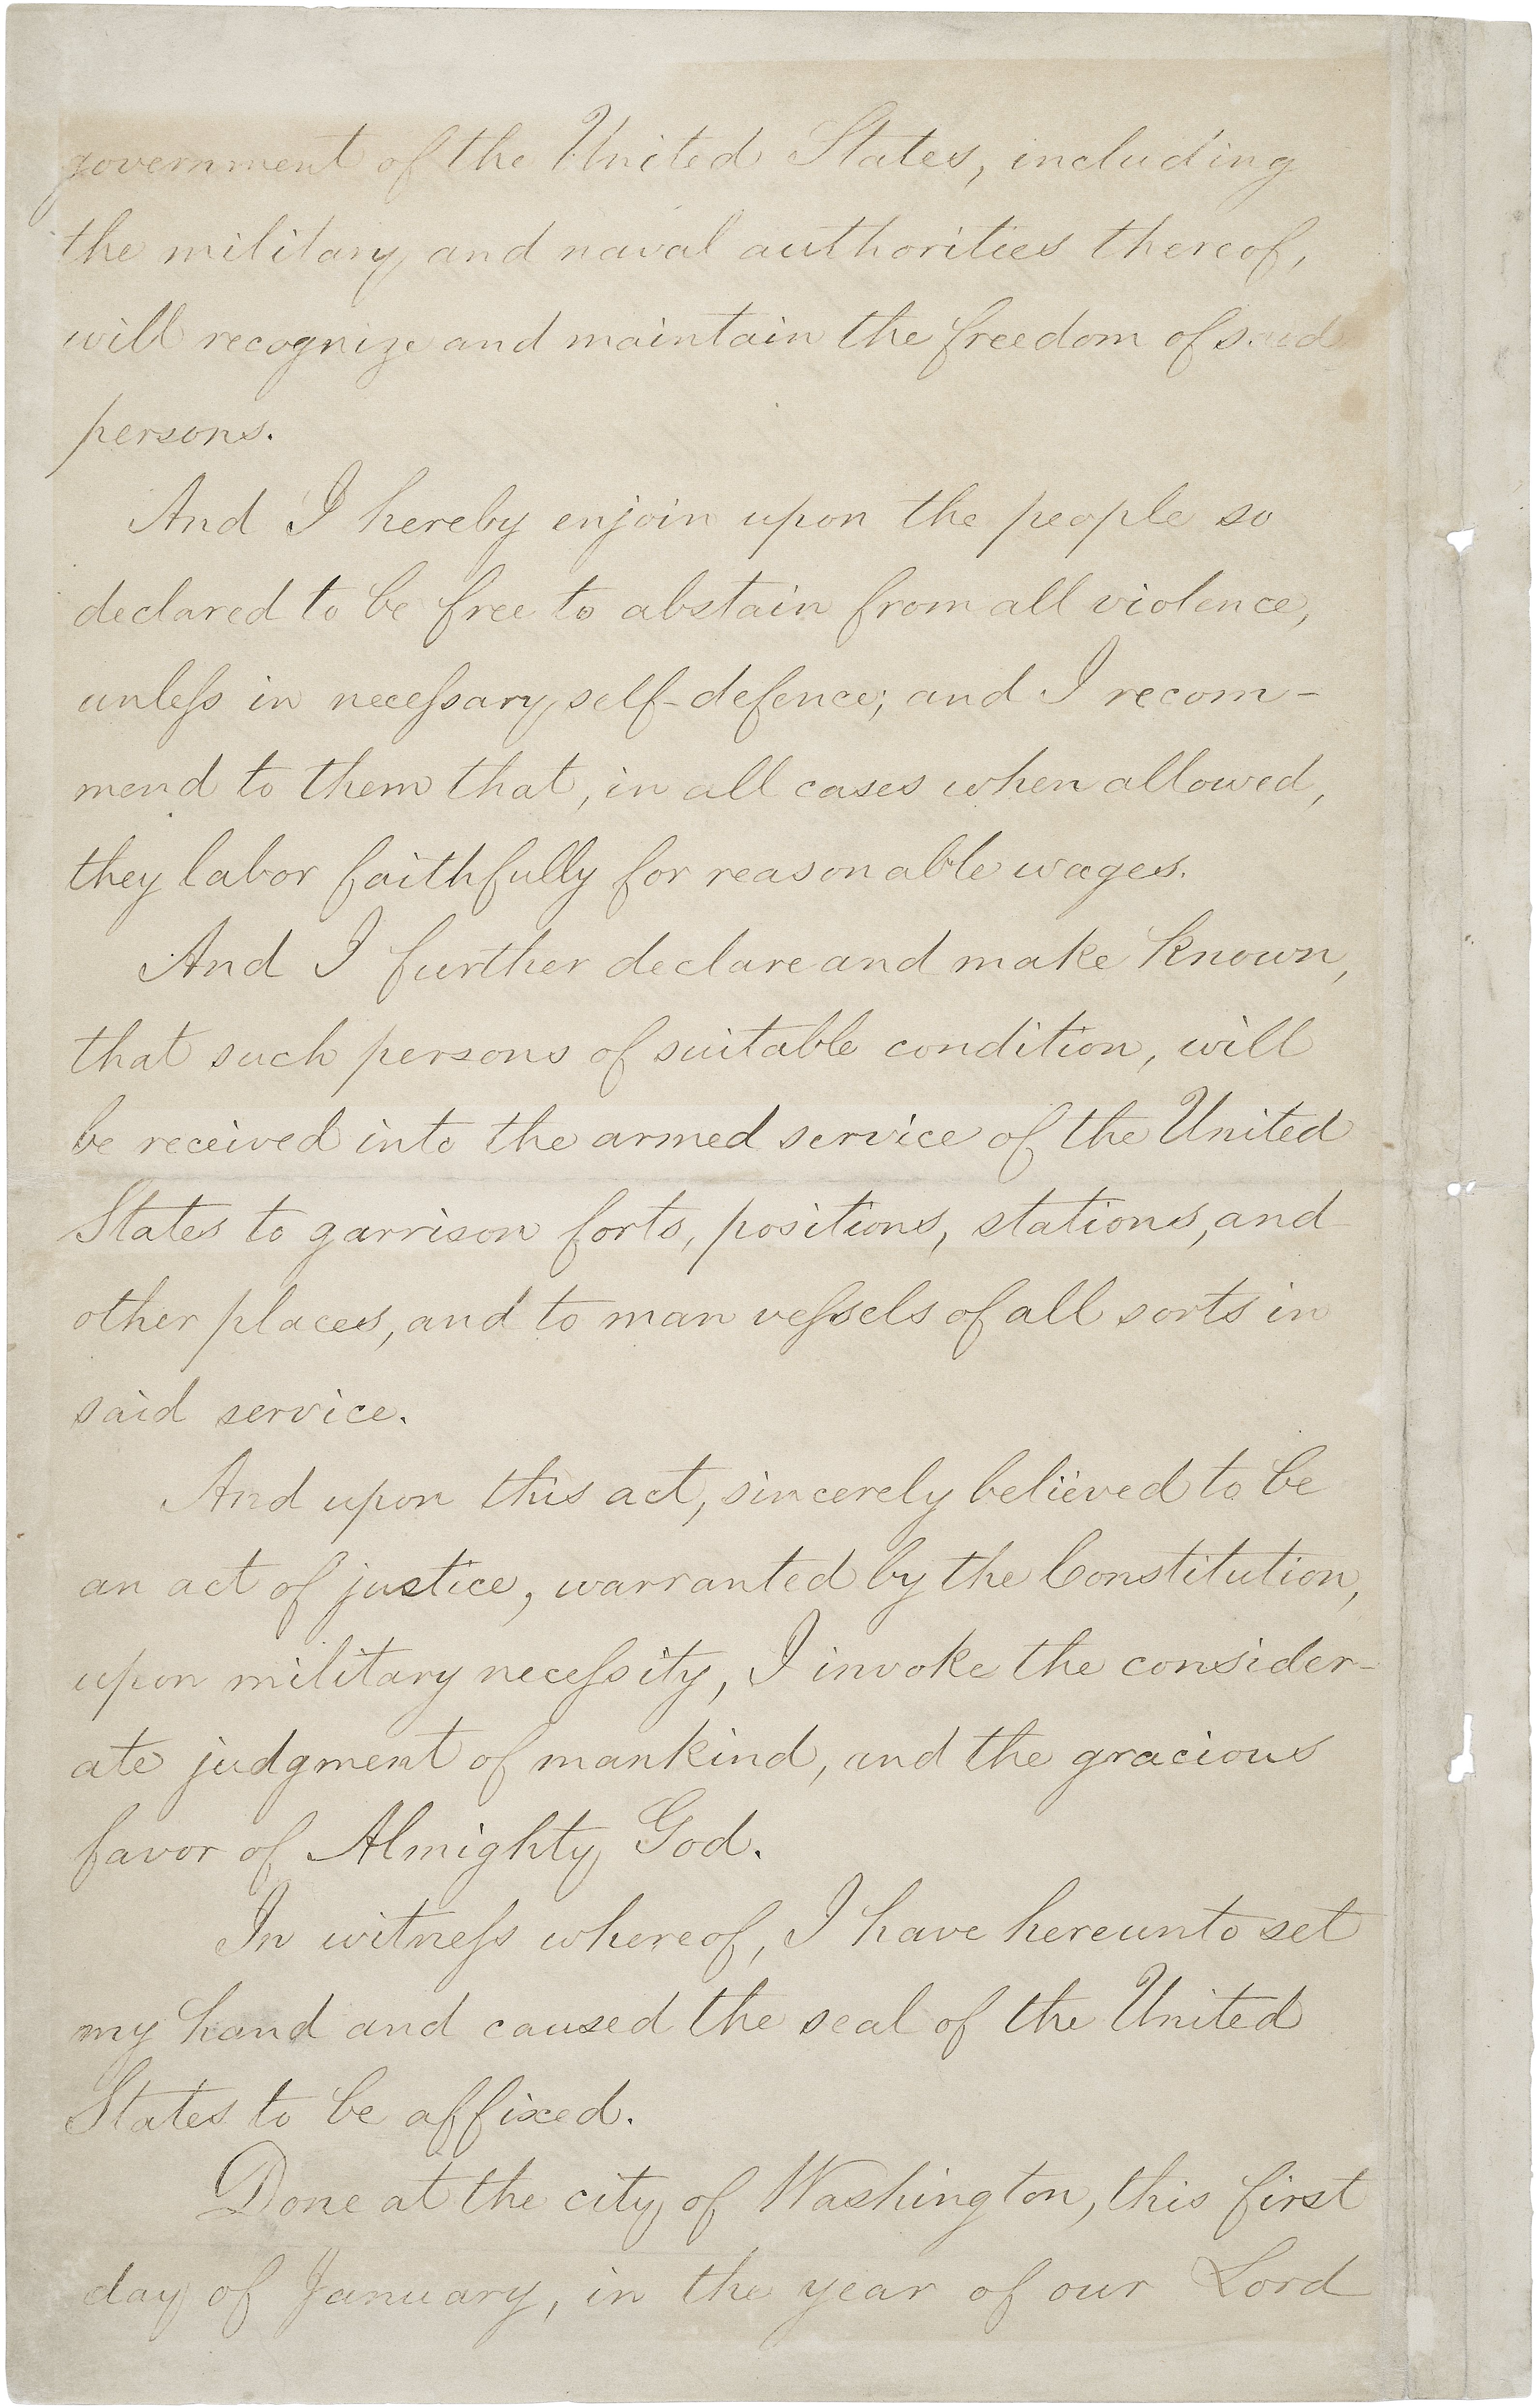 government of the United States, including
the military and naval authorities thereof,
will recognize and maintain the freedom of said
persons.
And I hereby enjoin upon the people so
declared to be free to abstain from all violence,
unless in necessary self-defence; and I recom-
mend to them that, in all cases when allowed,
they labor faithfully for reasonable wages.
And I further declare and make known,
that such persons of suitable condition, will
be received into the armed service of the United
States to garrison forts, positions, stations, and
other places, and to man vessels of all sorts in
said service.
And upon this act, sincerely believed to be
an act of justice, warranted by the Constitution,
upon military necessity, I invoke the consider-
ate judgment of mankind, and the gracious
favor of Almighty God.
In witness whereof, I have hereunto set
my hand and caused the seal of the United
States to be affixed.
Done at the city of Washington, this first
day of January, in the year of our Lord